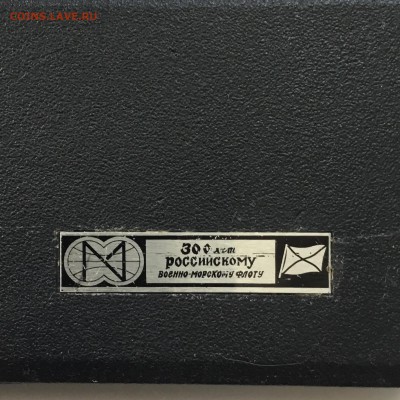 COINS.LAVE.RU
300 лет
российскому
военно-морскому флоту